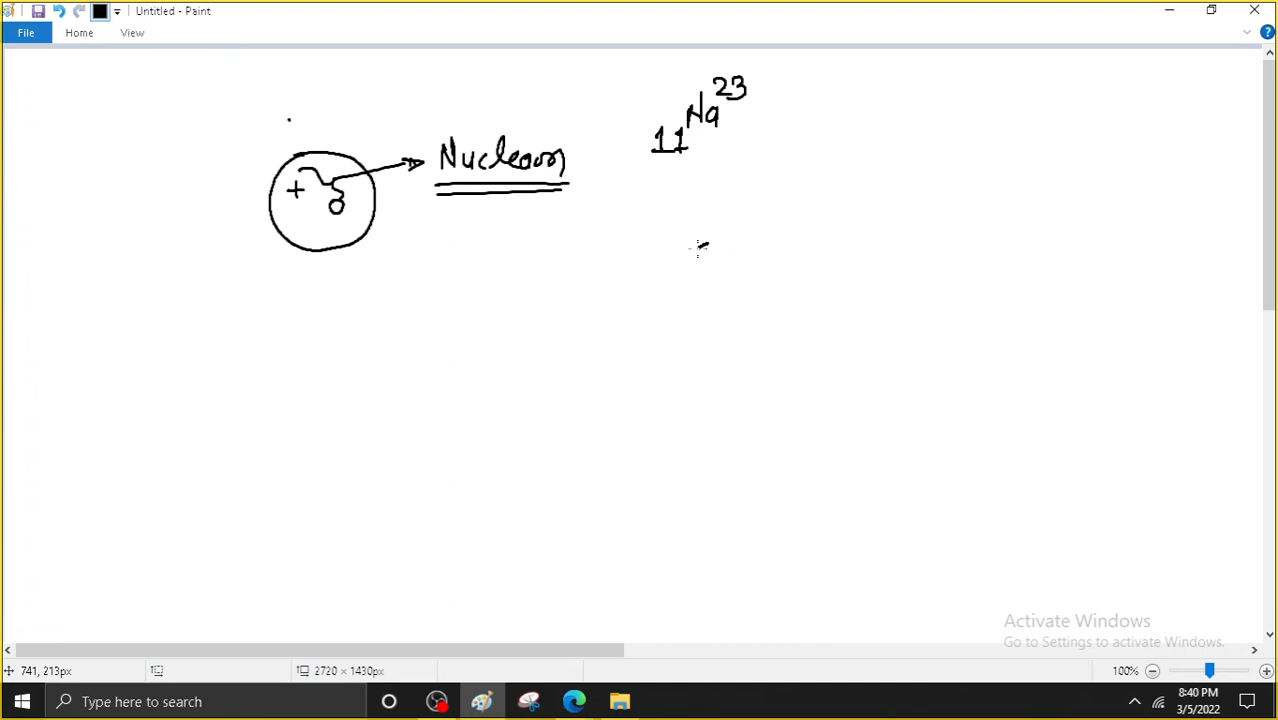 Untitled - Paint
File Home View
23
Na
11
Nucleon
Activate Windows
Go to Settings to activate Windows.
741, 213px
2720 × 1430px
100%
Type here to search
8:40 PM
3/5/2022